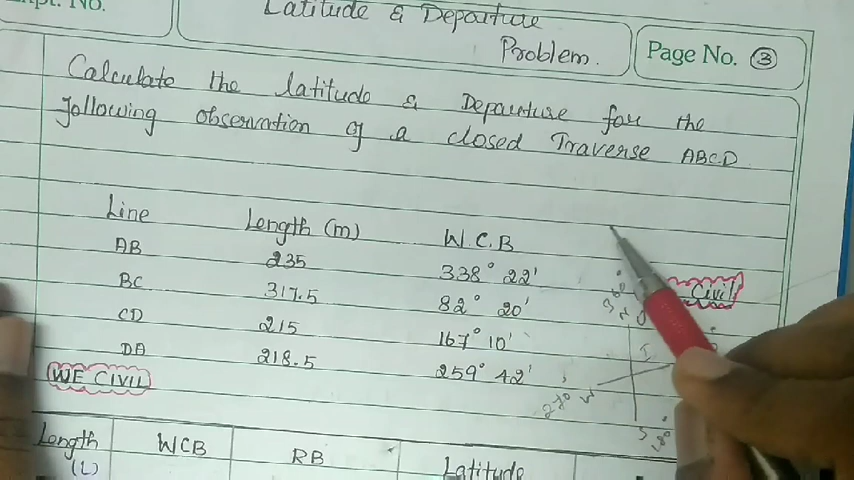 Expt. No.
Latitude & Departure
Problem.
Page No. 3
Calculate the latitude & Departure for the
following observation of a closed Traverse ABCD
Line Length (m) W.C.B
AB 235 338° 22'
BC 317.5 82° 20'
CD 215 167° 10'
DA 218.5 259° 42'
WE CIVIL
Civil
N
I
270° W
S
180
Length WCB RB Latitude
(L)